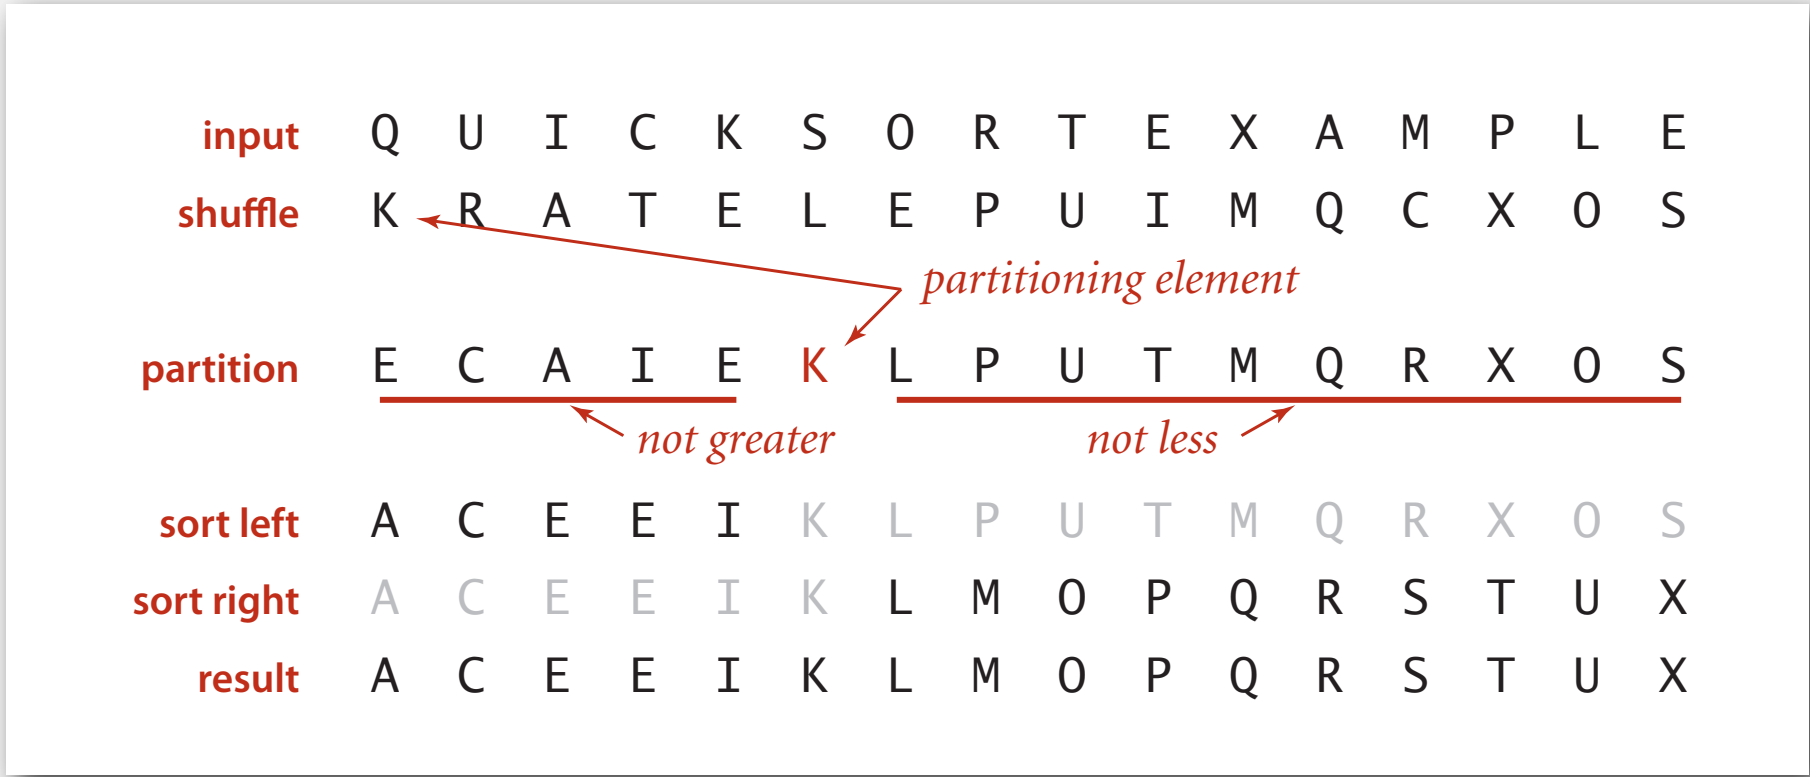 input Q U I C K S O R T E X A M P L E
shuffle K R A T E L E P U I M Q C X O S
partitioning element
partition E C A I E K L P U T M Q R X O S
not greater not less
sort left A C E E I K L P U T M Q R X O S
sort right A C E E I K L M O P Q R S T U X
result A C E E I K L M O P Q R S T U X